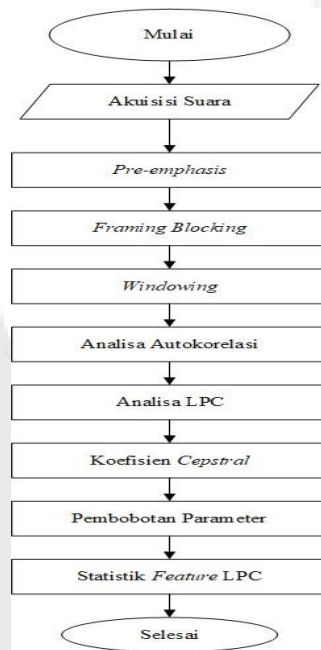 Mulai
Akuisisi Suara
Pre-emphasis
Framing Blocking
Windowing
Analisa Autokorelasi
Analisa LPC
Koefisien Cepstral
Pembobotan Parameter
Statistik Feature LPC
Selesai